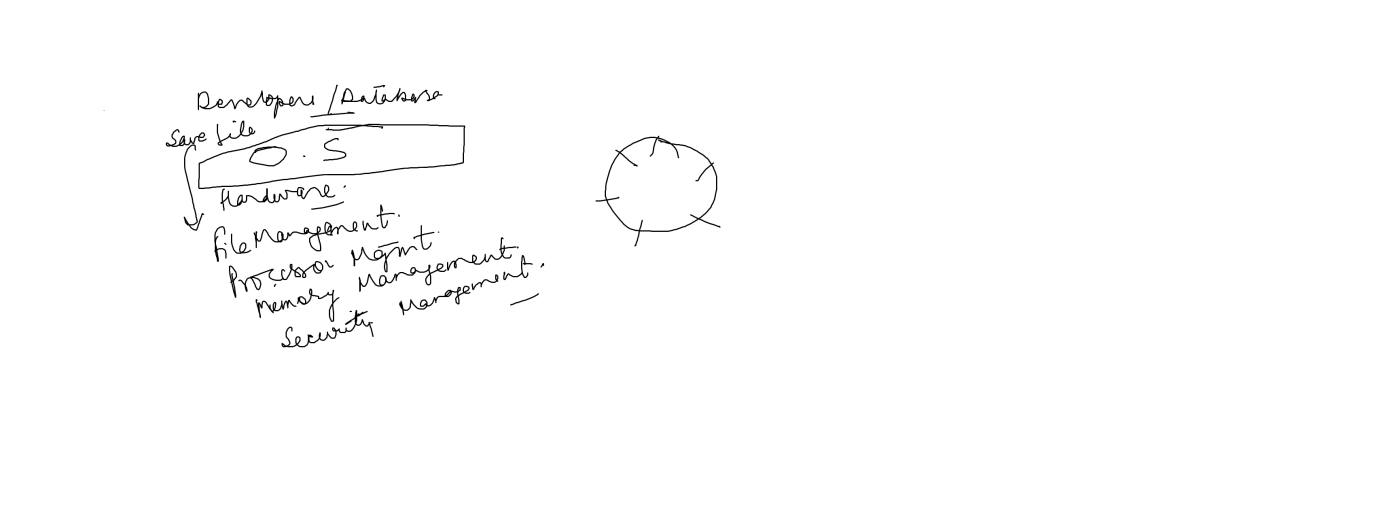 Developers / Database
Save file
O.S
Hardware.
File Management.
Processor Mgmt.
Memory Management.
Security Management.